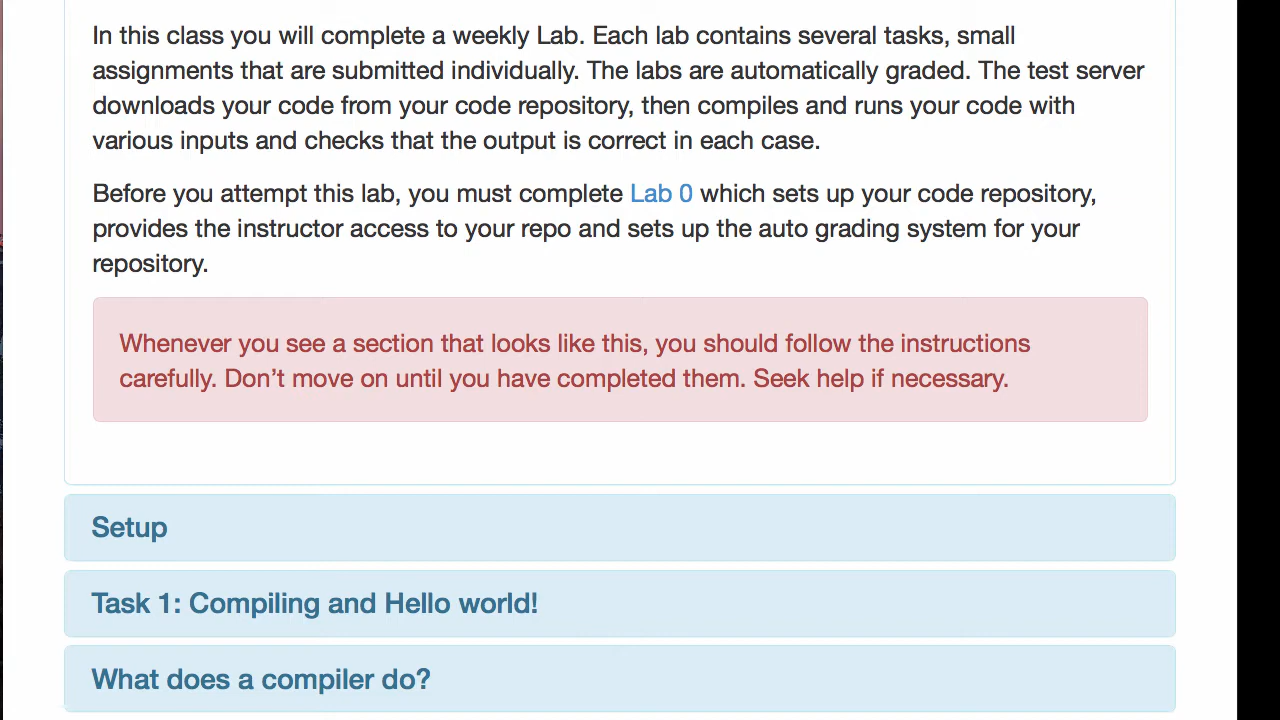 In this class you will complete a weekly Lab. Each lab contains several tasks, small
assignments that are submitted individually. The labs are automatically graded. The test server
downloads your code from your code repository, then compiles and runs your code with
various inputs and checks that the output is correct in each case.
Before you attempt this lab, you must complete Lab 0 which sets up your code repository,
provides the instructor access to your repo and sets up the auto grading system for your
repository.
Whenever you see a section that looks like this, you should follow the instructions
carefully. Don’t move on until you have completed them. Seek help if necessary.
Setup
Task 1: Compiling and Hello world!
What does a compiler do?